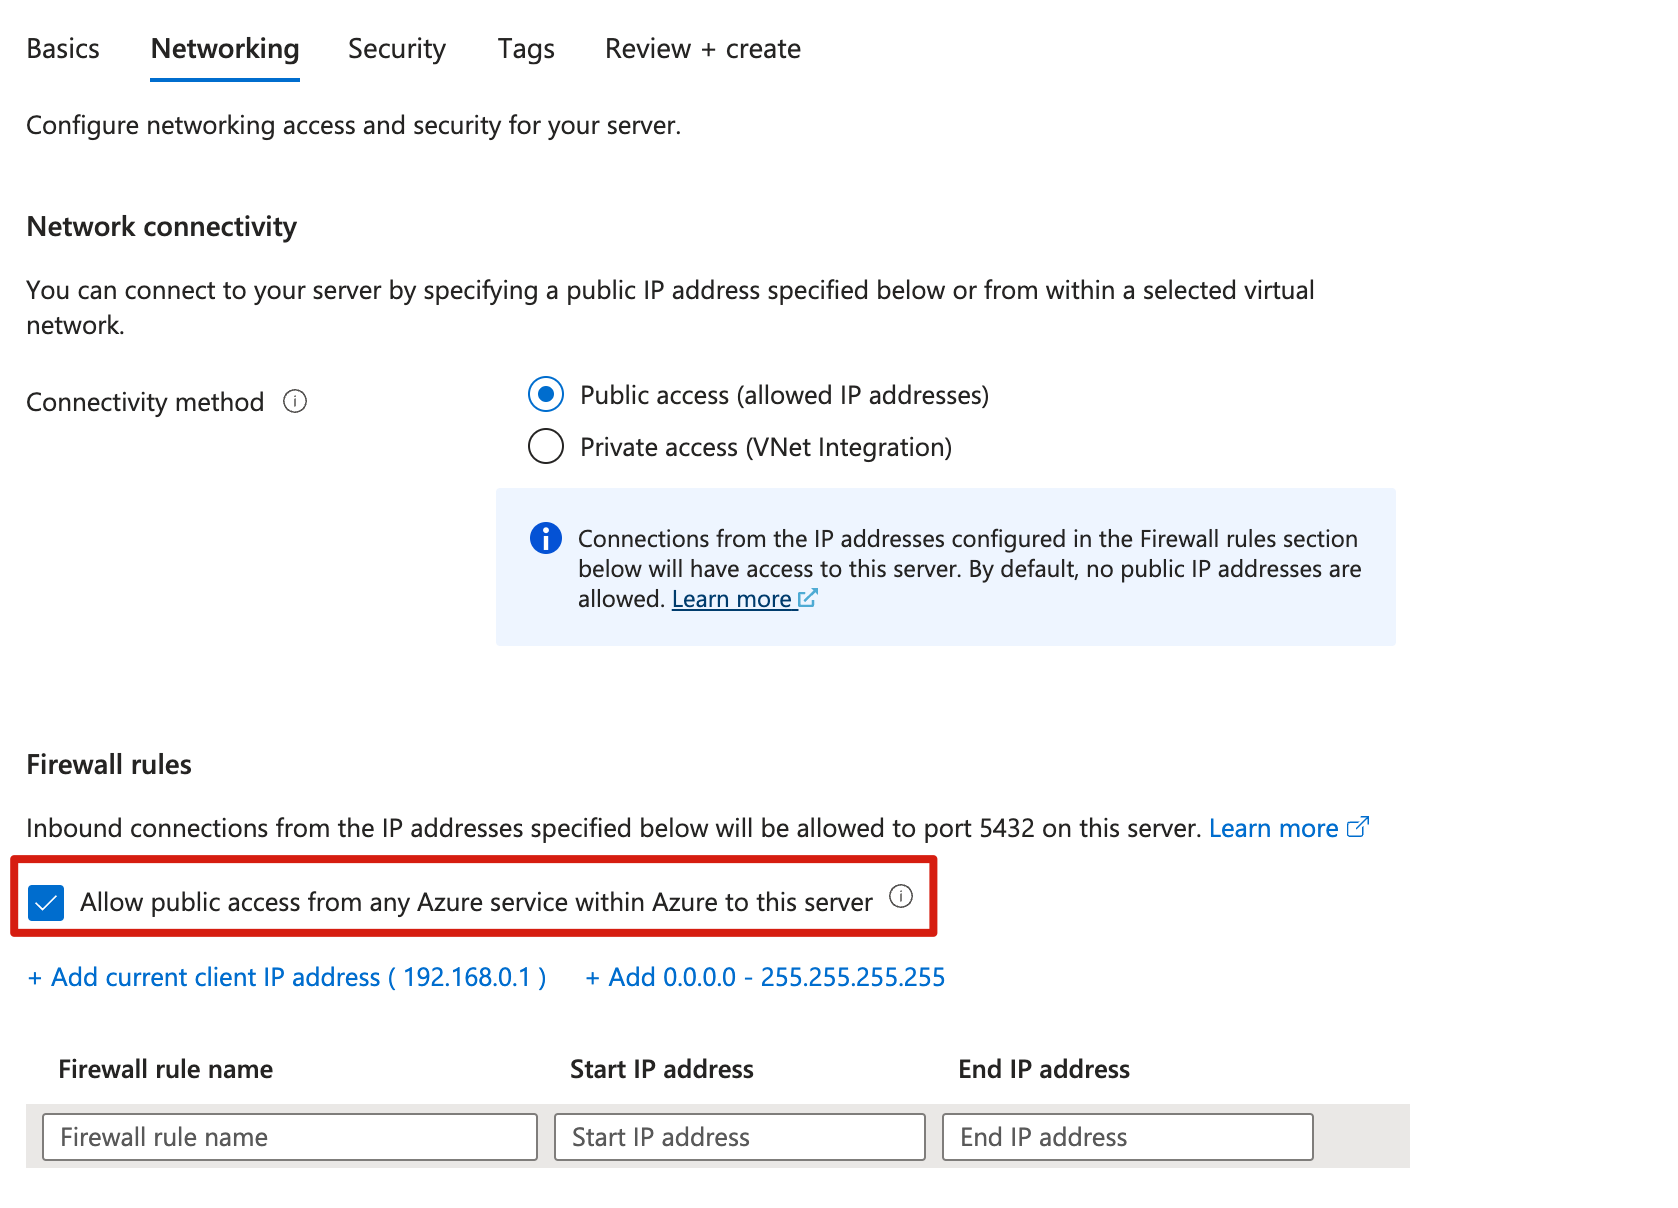 Basics Networking Security Tags Review + create
Configure networking access and security for your server.
Network connectivity
You can connect to your server by specifying a public IP address specified below or from within a selected virtual
network.
Connectivity method
Public access (allowed IP addresses)
Private access (VNet Integration)
Connections from the IP addresses configured in the Firewall rules section
below will have access to this server. By default, no public IP addresses are
allowed. Learn more
Firewall rules
Inbound connections from the IP addresses specified below will be allowed to port 5432 on this server. Learn more
Allow public access from any Azure service within Azure to this server
+ Add current client IP address ( 192.168.0.1 ) + Add 0.0.0.0 - 255.255.255.255
Firewall rule name Start IP address End IP address
Firewall rule name Start IP address End IP address